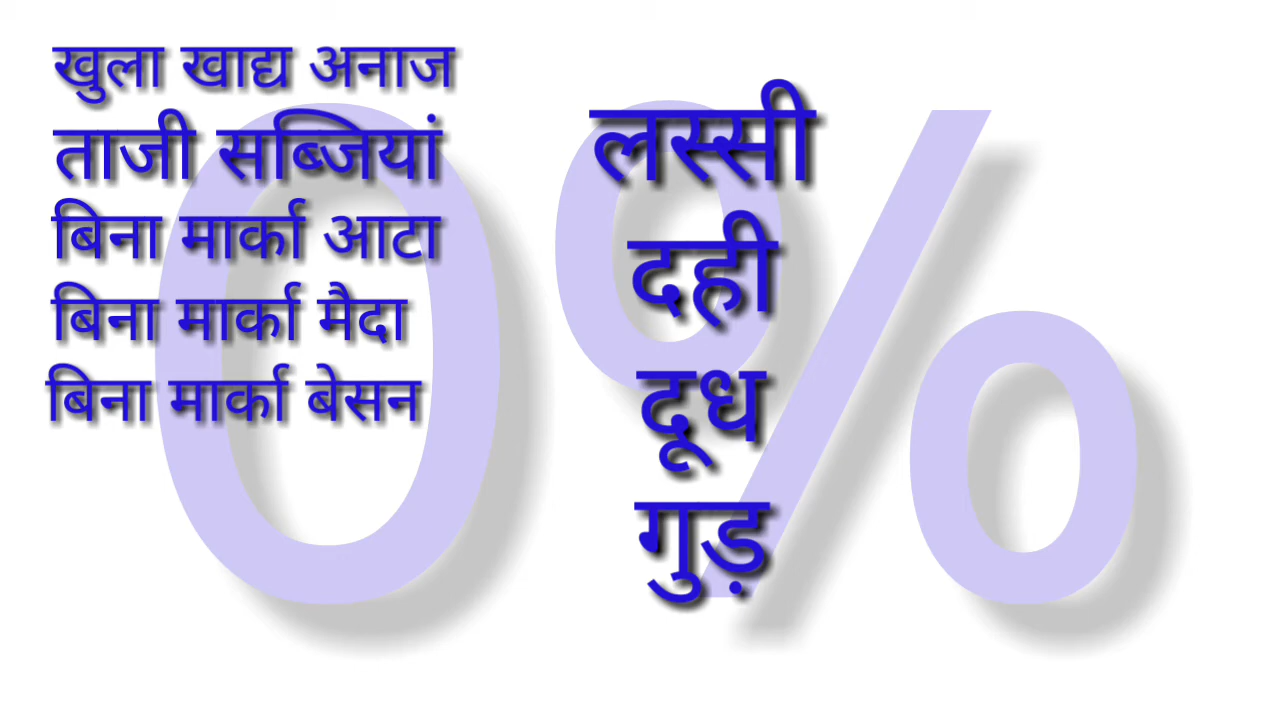 खुला खाद्य अनाज
ताजी सब्जियां
बिना मार्का आटा
बिना मार्का मैदा
बिना मार्का बेसन
0%
लस्सी
दही
दूध
गुड़